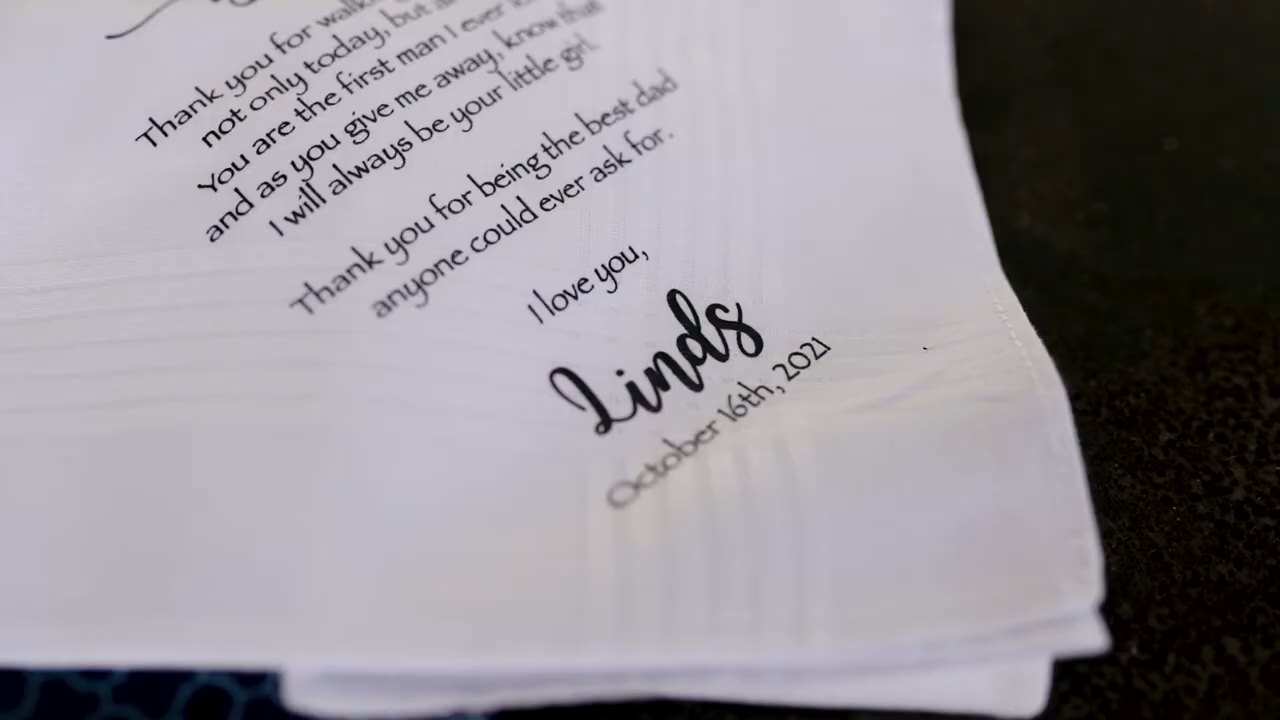 Thank you for
not only today, but
You are the first man I ever
and as you give me away, know that
I will always be your little girl.
Thank you for being the best dad
anyone could ever ask for.
I love you,
Linds
October 16th, 2021